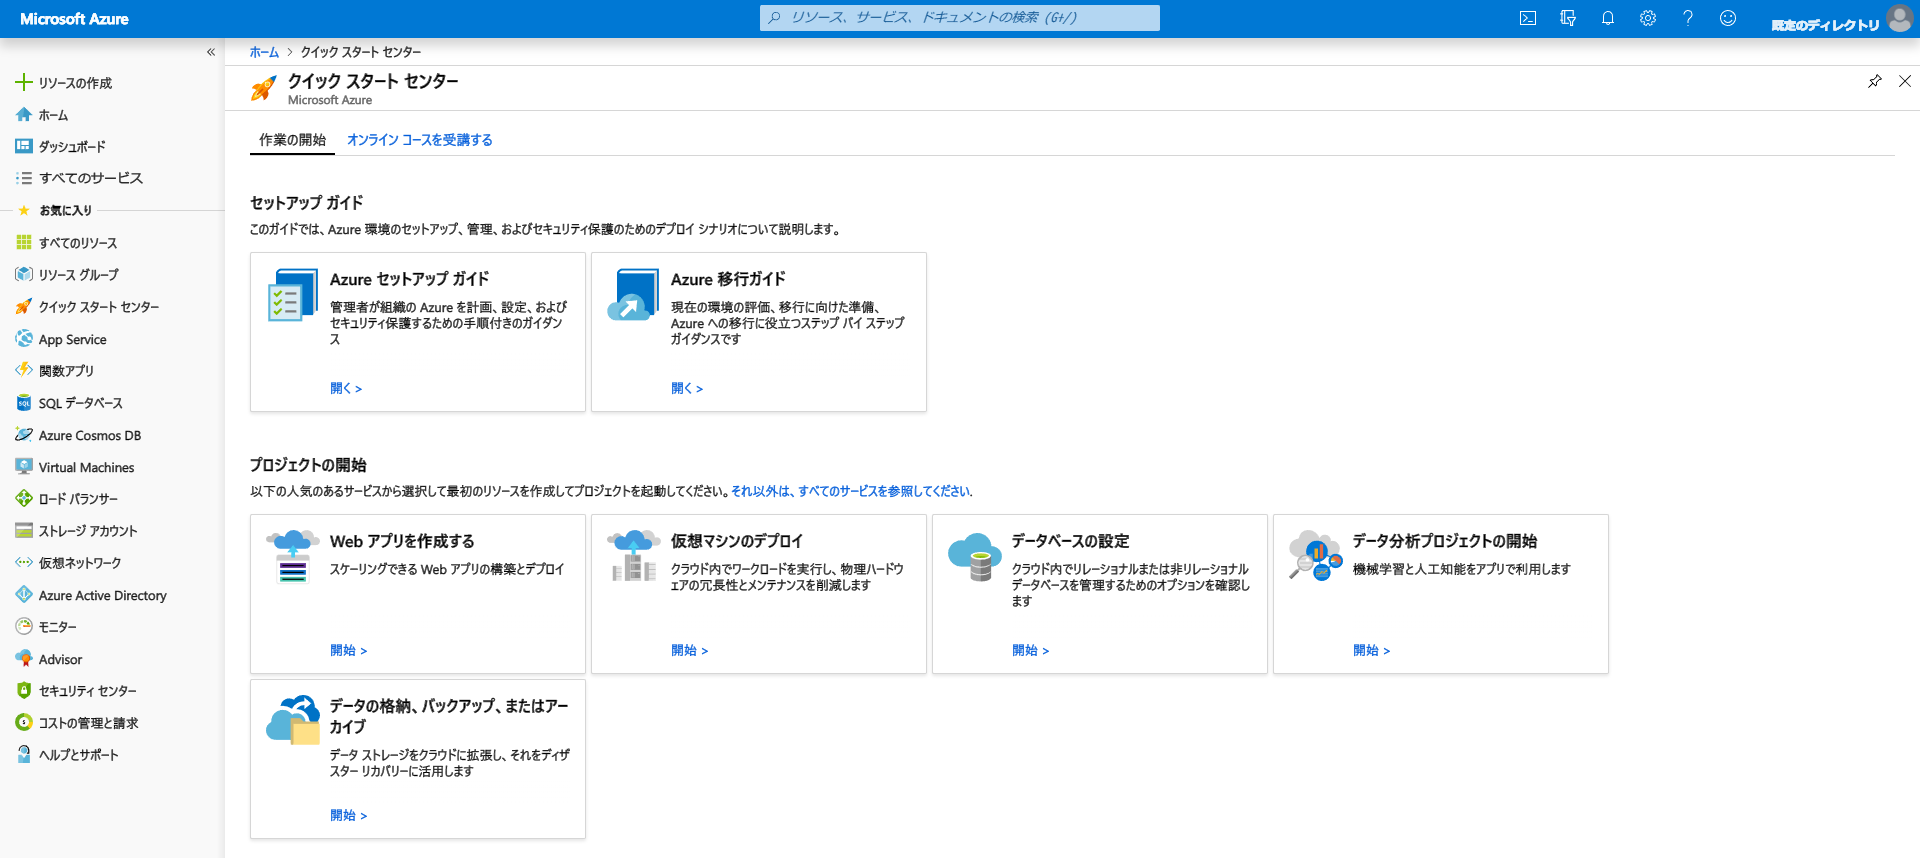 Microsoft Azure
リソース、サービス、ドキュメントの検索 (G+/)
既定のディレクトリ
ホーム > クイック スタート センター
クイック スタート センター
Microsoft Azure
リソースの作成
ホーム
ダッシュボード
すべてのサービス
お気に入り
すべてのリソース
リソース グループ
クイック スタート センター
App Service
関数アプリ
SQL データベース
Azure Cosmos DB
Virtual Machines
ロード バランサー
ストレージ アカウント
仮想ネットワーク
Azure Active Directory
モニター
Advisor
セキュリティ センター
コストの管理と請求
ヘルプとサポート
作業の開始
オンライン コースを受講する
セットアップ ガイド
このガイドでは、Azure 環境のセットアップ、管理、およびセキュリティ保護のためのデプロイ シナリオについて説明します。
Azure セットアップ ガイド
管理者が組織の Azure を計画、設定、および
セキュリティ保護するための手順付きのガイダン
ス
開く >
Azure 移行ガイド
現在の環境の評価、移行に向けた準備、
Azure への移行に役立つステップ バイ ステップ
ガイダンスです
開く >
プロジェクトの開始
以下の人気のあるサービスから選択して最初のリソースを作成してプロジェクトを起動してください。それ以外は、すべてのサービスを参照してください.
Web アプリを作成する
スケーリングできる Web アプリの構築とデプロイ
開始 >
仮想マシンのデプロイ
クラウド内でワークロードを実行し、物理ハードウ
ェアの冗長性とメンテナンスを削減します
開始 >
データベースの設定
クラウド内でリレーショナルまたは非リレーショナル
データベースを管理するためのオプションを確認し
ます
開始 >
データ分析プロジェクトの開始
機械学習と人工知能をアプリで利用します
開始 >
データの格納、バックアップ、またはアー
カイブ
データ ストレージをクラウドに拡張し、それをディザ
スター リカバリーに活用します
開始 >